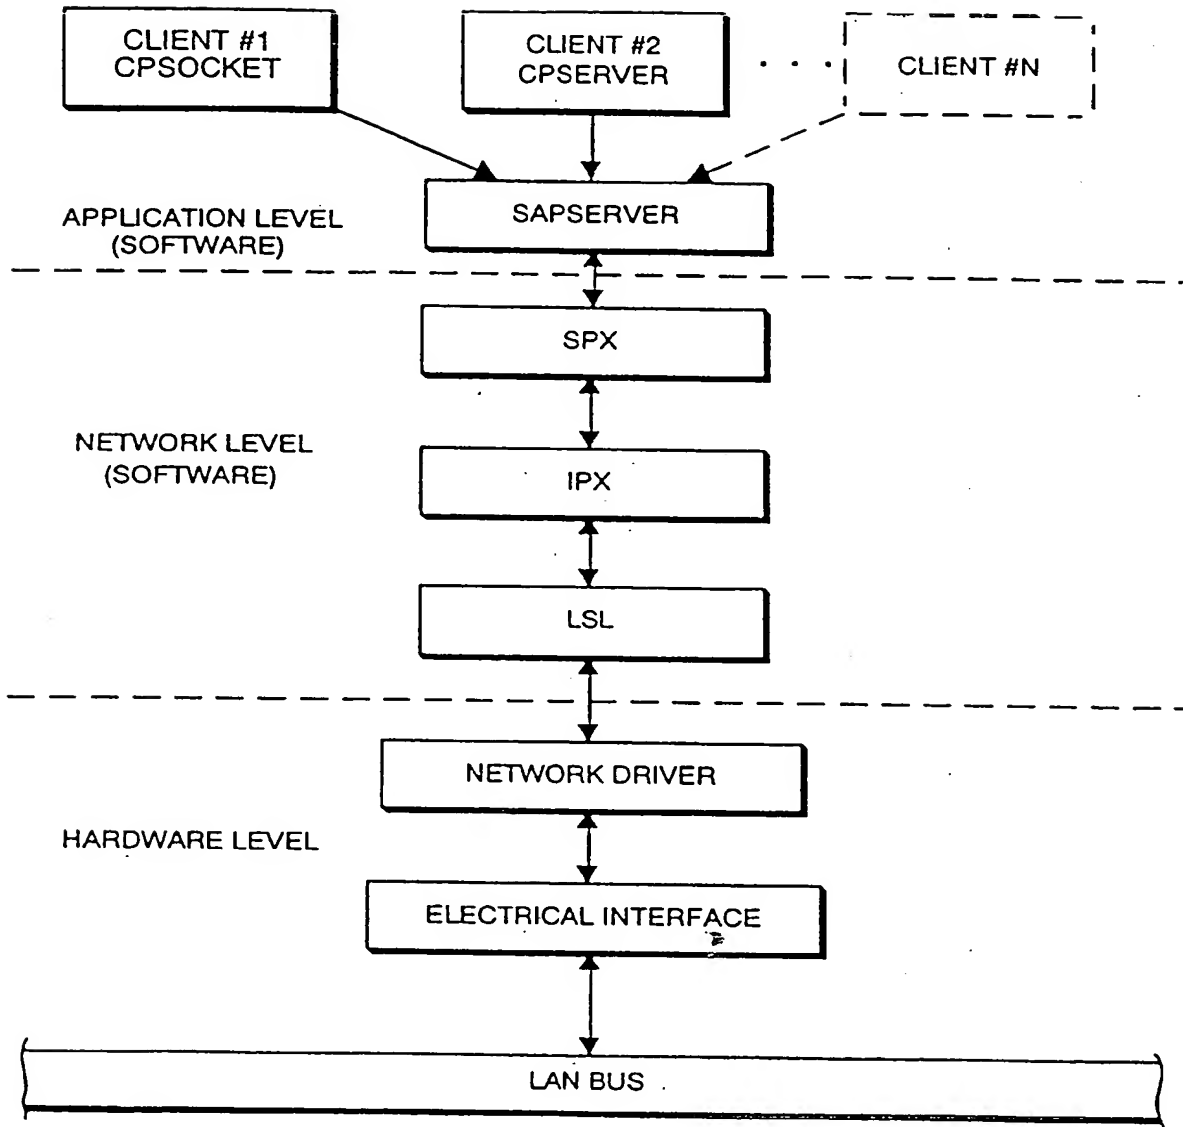 CLIENT #1
CPSOCKET
CLIENT #2
CPSERVER
CLIENT #N
SAPSERVER
APPLICATION LEVEL
(SOFTWARE)
SPX
NETWORK LEVEL
(SOFTWARE)
IPX
LSL
NETWORK DRIVER
HARDWARE LEVEL
ELECTRICAL INTERFACE
LAN BUS